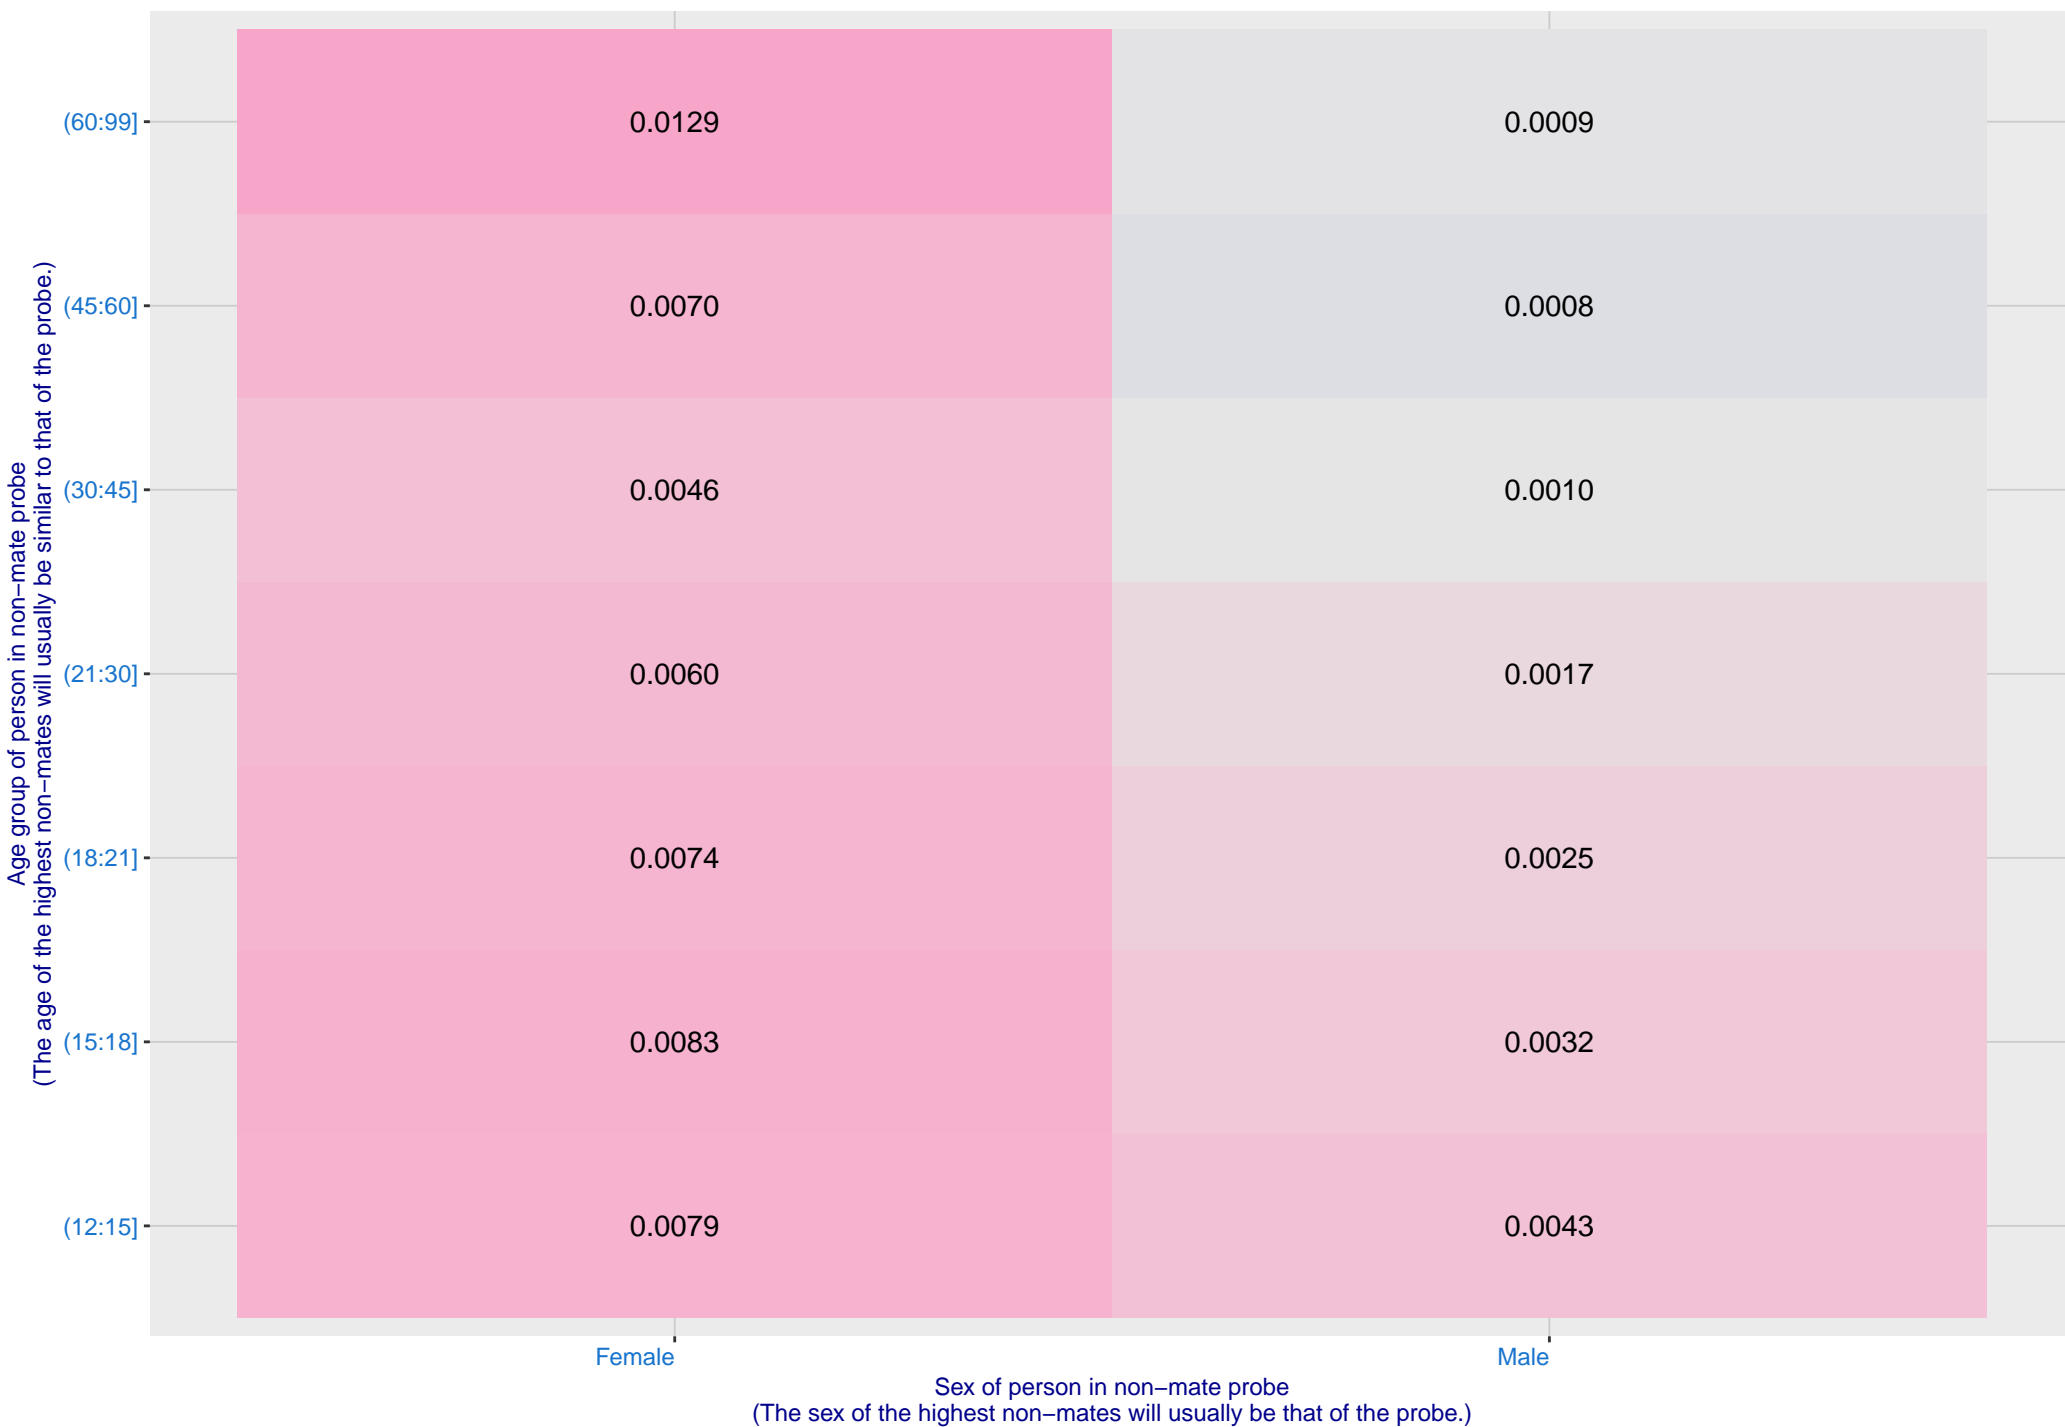 Age group of person in non−mate probe
(The age of the highest non−mates will usually be similar to that of the probe.)
(60:99] 0.0129 0.0009
(45:60] 0.0070 0.0008
(30:45] 0.0046 0.0010
(21:30] 0.0060 0.0017
(18:21] 0.0074 0.0025
(15:18] 0.0083 0.0032
(12:15] 0.0079 0.0043
Female Male
Sex of person in non−mate probe
(The sex of the highest non−mates will usually be that of the probe.)